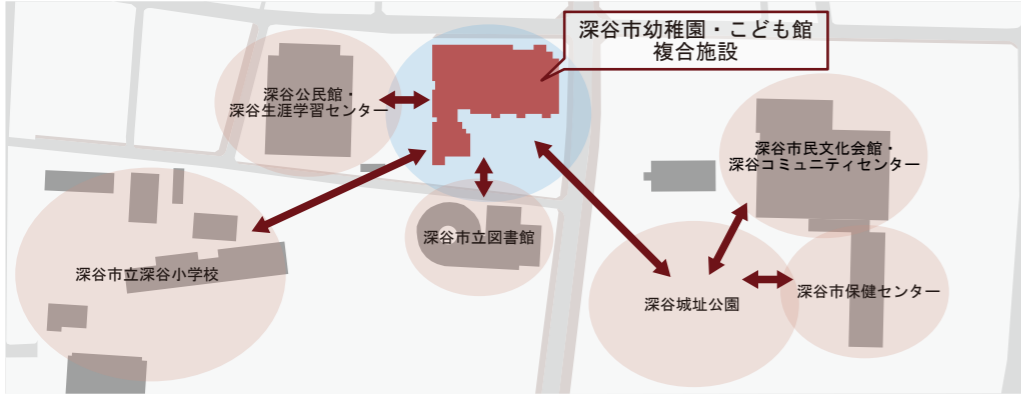 深谷市幼稚園・こども館
複合施設
深谷公民館・
深谷生涯学習センター
深谷市民文化会館・
深谷コミュニティセンター
深谷市立図書館
深谷市立深谷小学校
深谷城址公園
深谷市保健センター